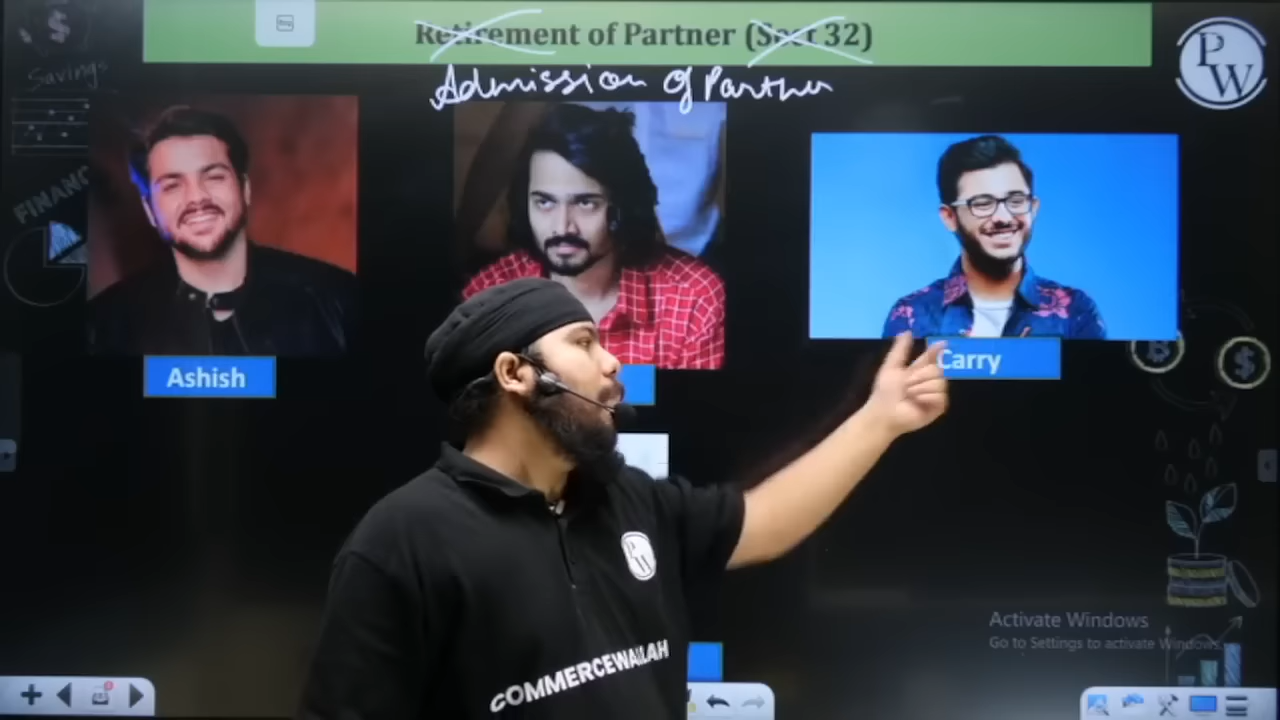 Retirement of Partner (Sect 32)
Admission of Partner
PW
Savings
FINANC
Ashish
Carry
PW
COMMERCEWALLAH
Activate Windows
Go to Settings to activate Windows.